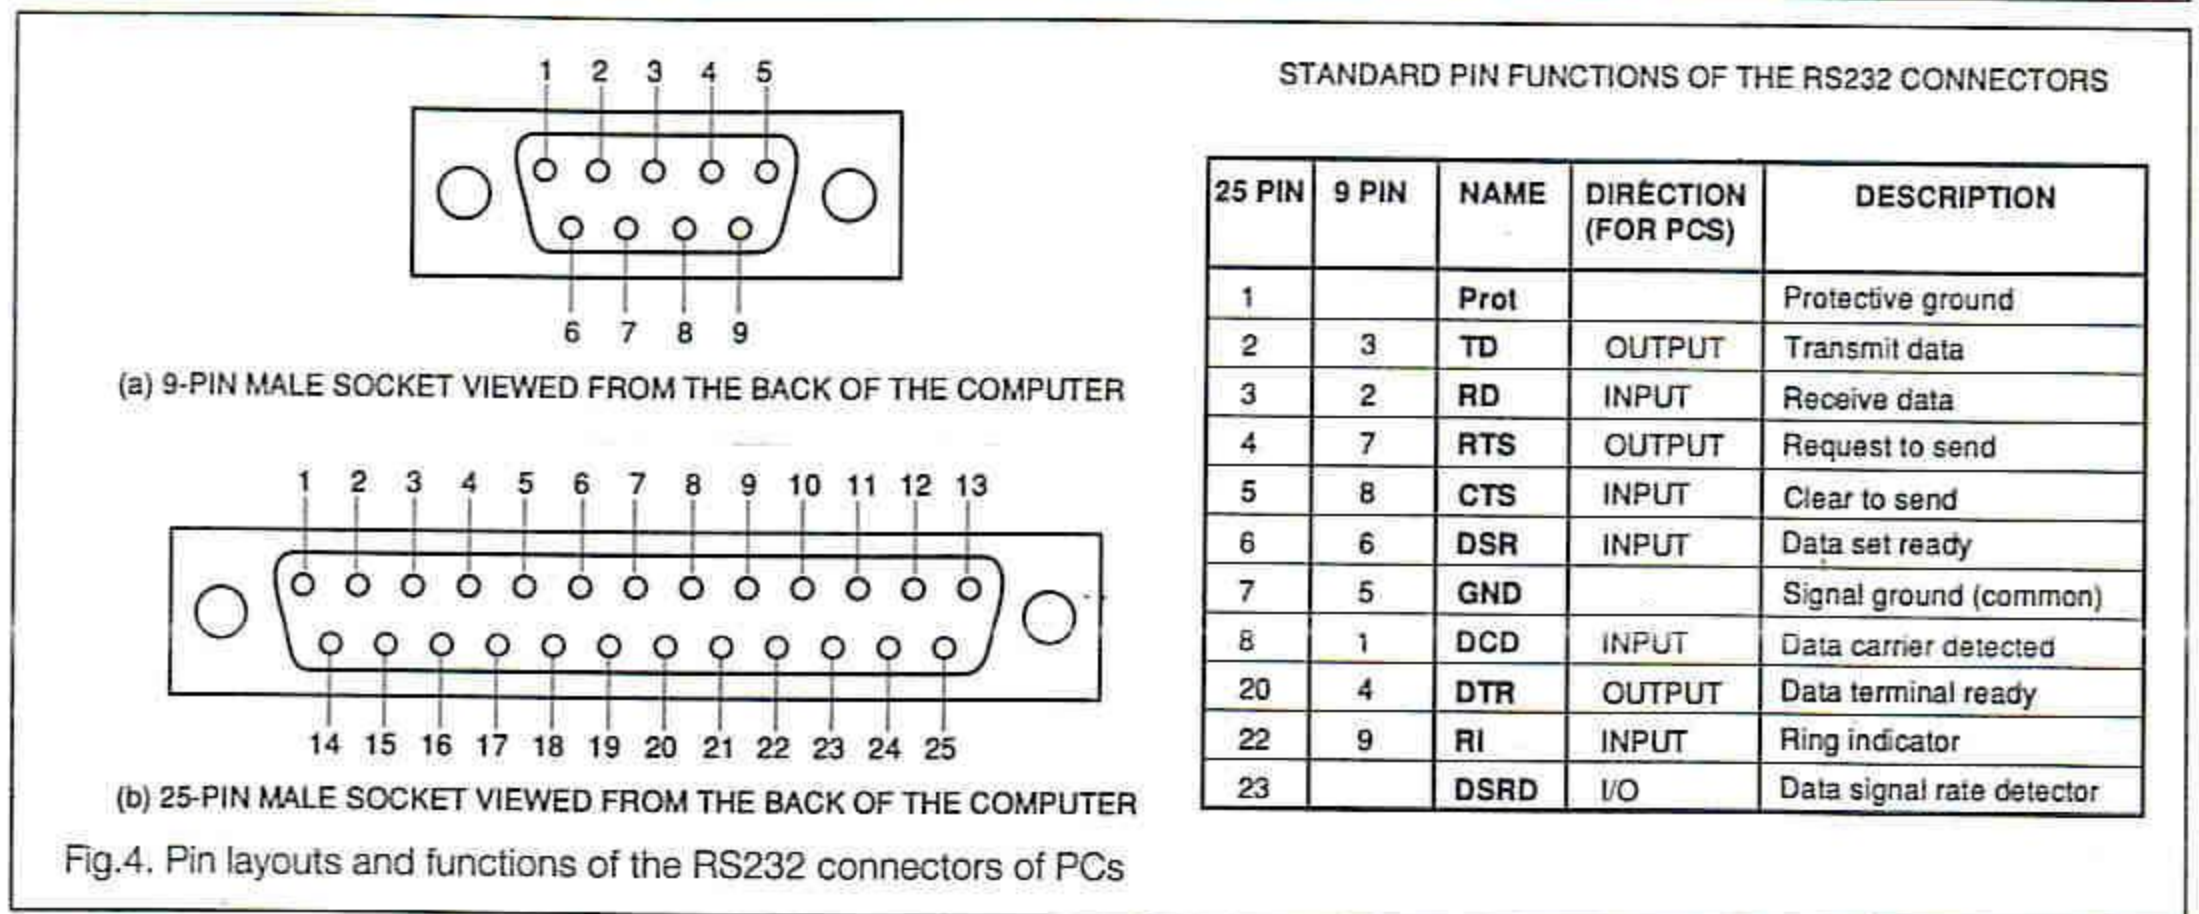 1 2 3 4 5
6 7 8 9
(a) 9-PIN MALE SOCKET VIEWED FROM THE BACK OF THE COMPUTER
1 2 3 4 5 6 7 8 9 10 11 12 13
14 15 16 17 18 19 20 21 22 23 24 25
(b) 25-PIN MALE SOCKET VIEWED FROM THE BACK OF THE COMPUTER
STANDARD PIN FUNCTIONS OF THE RS232 CONNECTORS
25 PIN 9 PIN NAME DIRECTION (FOR PCS) DESCRIPTION
1 Prot Protective ground
2 3 TD OUTPUT Transmit data
3 2 RD INPUT Receive data
4 7 RTS OUTPUT Request to send
5 8 CTS INPUT Clear to send
6 6 DSR INPUT Data set ready
7 5 GND Signal ground (common)
8 1 DCD INPUT Data carrier detected
20 4 DTR OUTPUT Data terminal ready
22 9 RI INPUT Ring indicator
23 DSRD I/O Data signal rate detector
Fig.4. Pin layouts and functions of the RS232 connectors of PCs